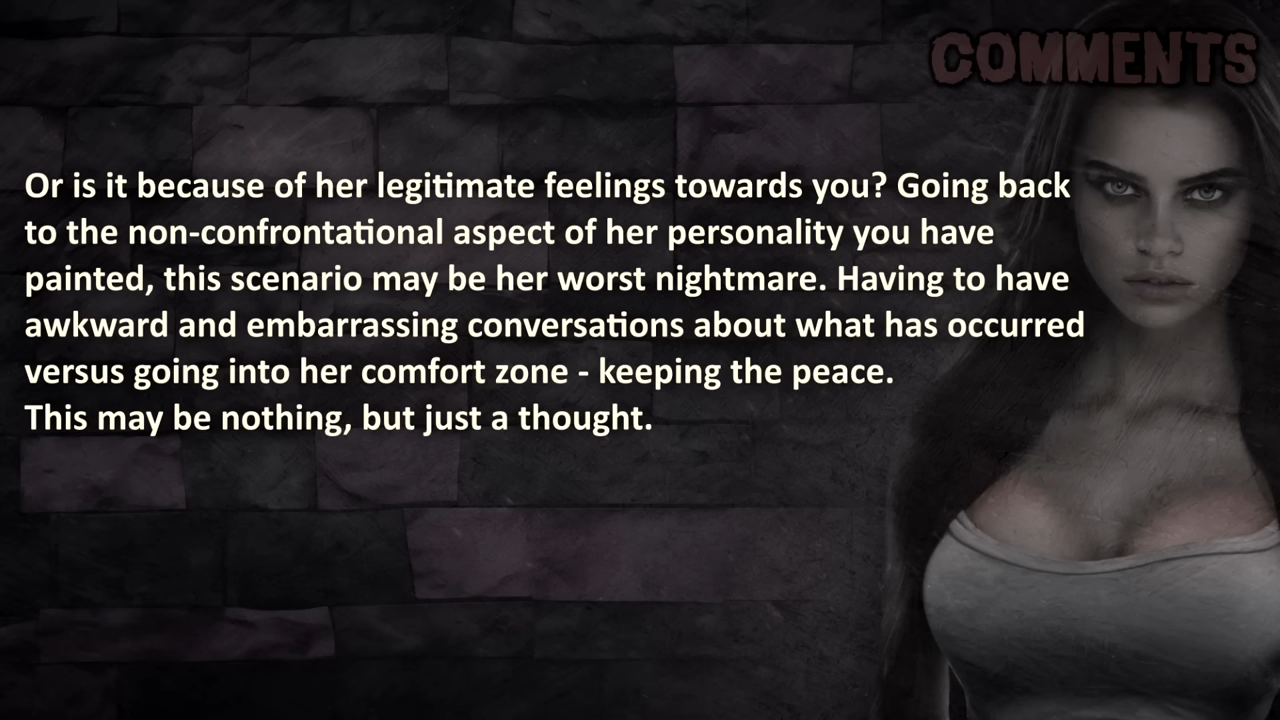 COMMENTS
Or is it because of her legitimate feelings towards you? Going back
to the non-confrontational aspect of her personality you have
painted, this scenario may be her worst nightmare. Having to have
awkward and embarrassing conversations about what has occurred
versus going into her comfort zone - keeping the peace.
This may be nothing, but just a thought.